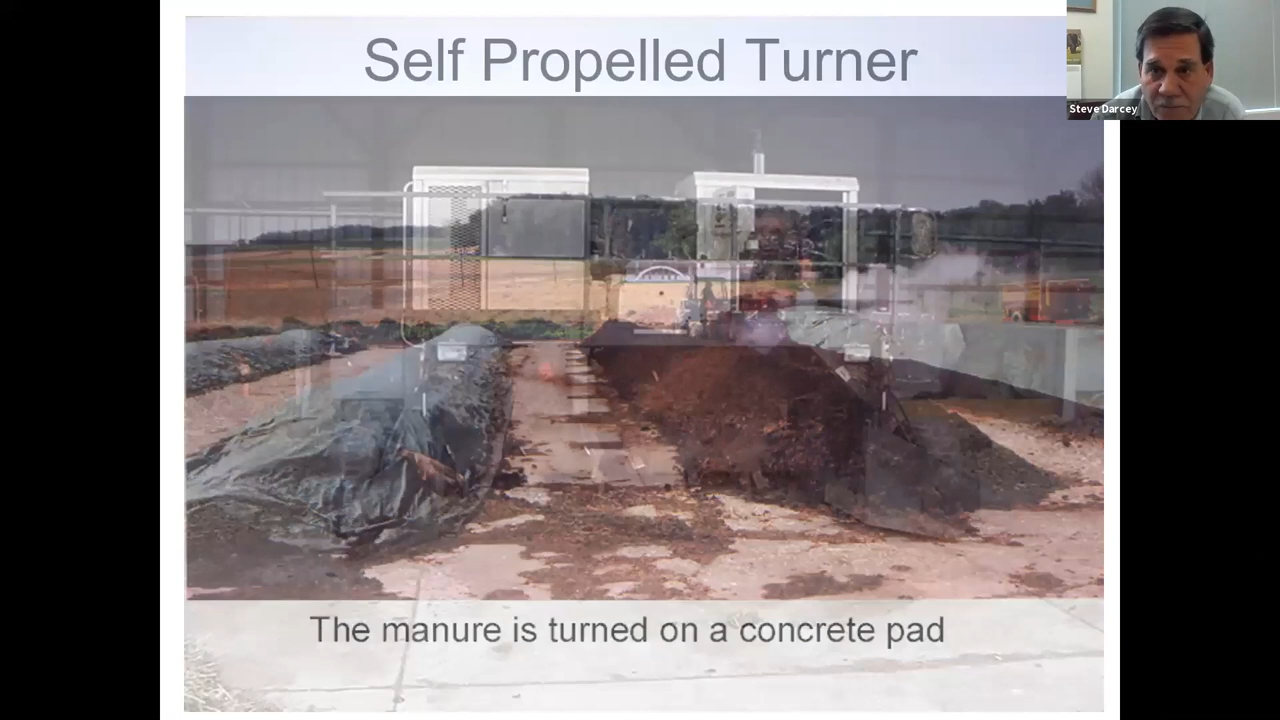 Self Propelled Turner
Steve Darcey
The manure is turned on a concrete pad